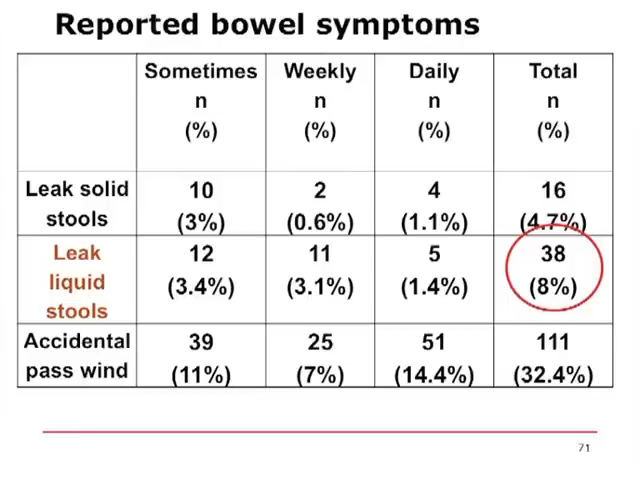 Reported bowel symptoms
Sometimes Weekly Daily Total
n n n n
(%) (%) (%) (%)
Leak solid 10 2 4 16
stools (3%) (0.6%) (1.1%) (4.7%)
Leak 12 11 5 38
liquid (3.4%) (3.1%) (1.4%) (8%)
stools
Accidental 39 25 51 111
pass wind (11%) (7%) (14.4%) (32.4%)
71